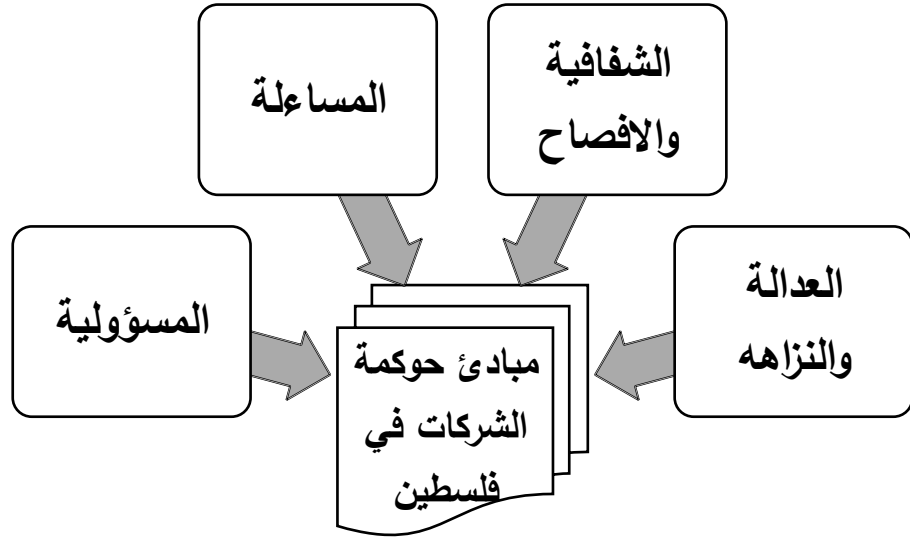 الشفافية
والافصاح
المساءلة
العدالة
والنزاهه
المسؤولية
مبادئ حوكمة
الشركات في
فلسطين